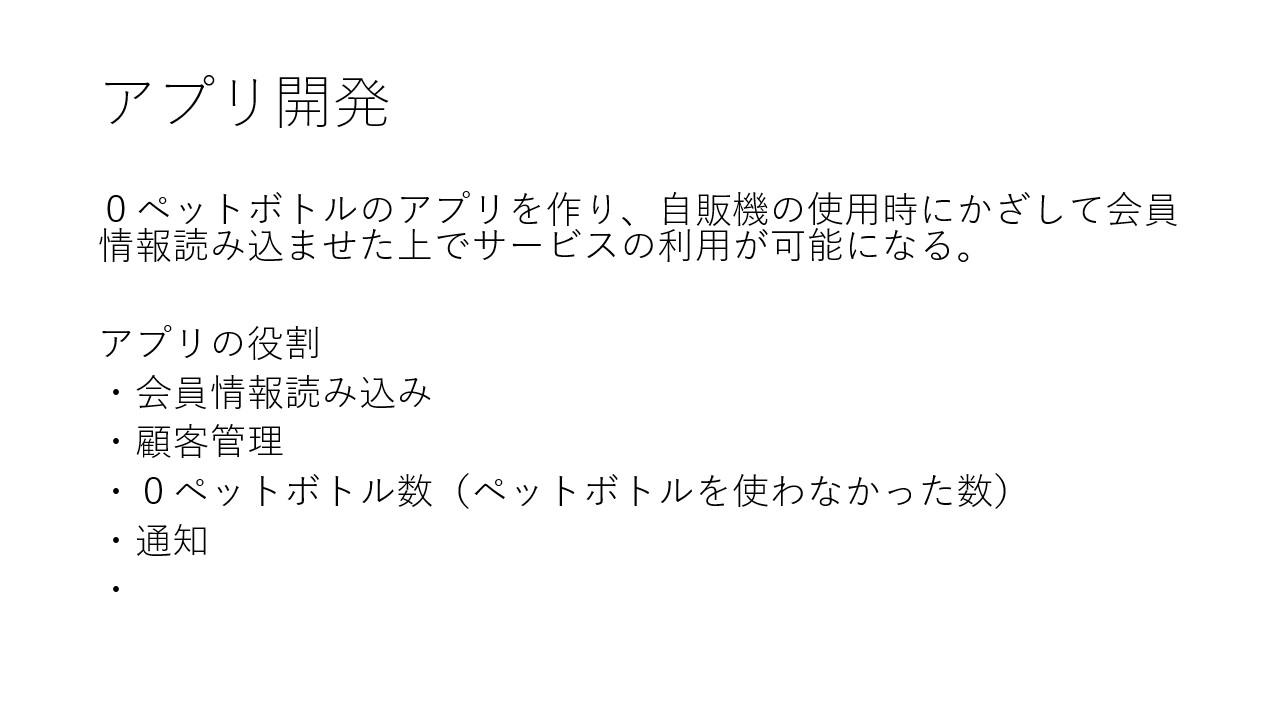 アプリ開発
０ペットボトルのアプリを作り、自販機の使用時にかざして会員
情報読み込ませた上でサービスの利用が可能になる。
アプリの役割
・会員情報読み込み
・顧客管理
・０ペットボトル数（ペットボトルを使わなかった数）
・通知
・